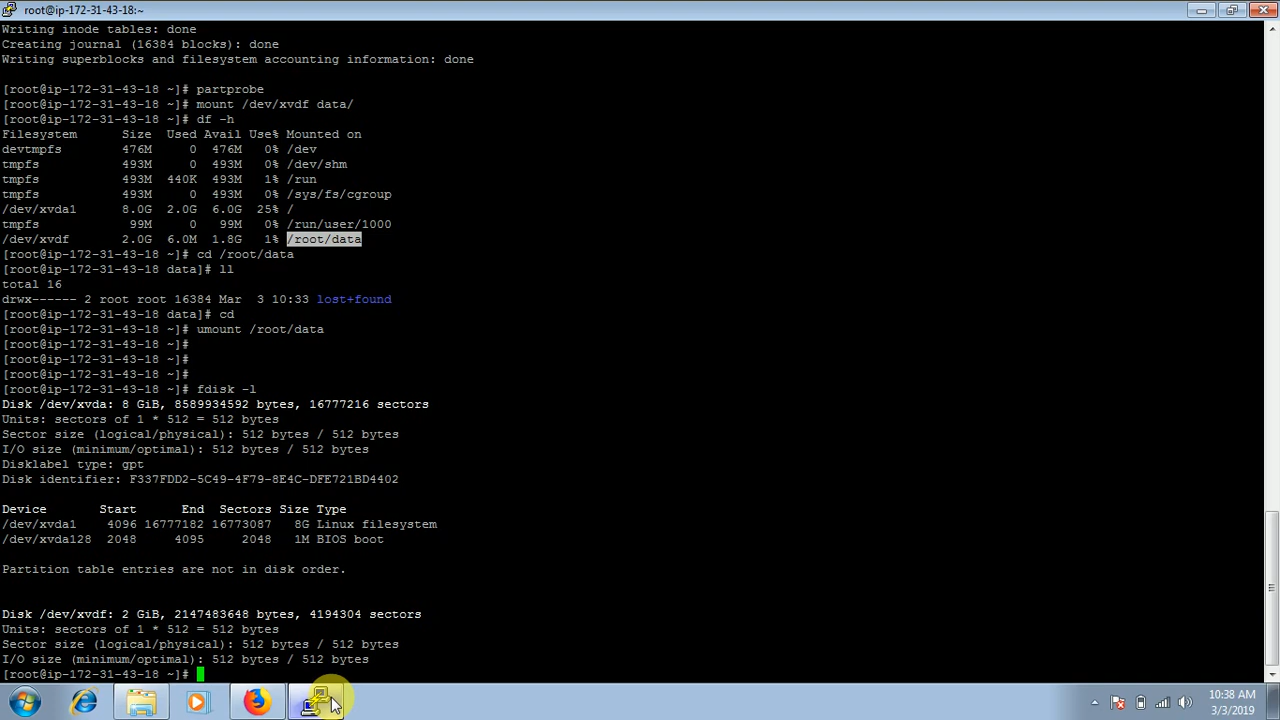 root@ip-172-31-43-18:~
Writing inode tables: done
Creating journal (16384 blocks): done
Writing superblocks and filesystem accounting information: done
[root@ip-172-31-43-18 ~]# partprobe
[root@ip-172-31-43-18 ~]# mount /dev/xvdf data/
[root@ip-172-31-43-18 ~]# df -h
Filesystem      Size  Used Avail Use% Mounted on
devtmpfs        476M     0  476M   0% /dev
tmpfs           493M     0  493M   0% /dev/shm
tmpfs           493M  440K  493M   1% /run
tmpfs           493M     0  493M   0% /sys/fs/cgroup
/dev/xvda1      8.0G  2.0G  6.0G  25% /
tmpfs            99M     0   99M   0% /run/user/1000
/dev/xvdf       2.0G  6.0M  1.8G   1% /root/data
[root@ip-172-31-43-18 ~]# cd /root/data
[root@ip-172-31-43-18 data]# ll
total 16
drwx------ 2 root root 16384 Mar  3 10:33 lost+found
[root@ip-172-31-43-18 data]# cd
[root@ip-172-31-43-18 ~]# umount /root/data
[root@ip-172-31-43-18 ~]#
[root@ip-172-31-43-18 ~]#
[root@ip-172-31-43-18 ~]#
[root@ip-172-31-43-18 ~]# fdisk -l
Disk /dev/xvda: 8 GiB, 8589934592 bytes, 16777216 sectors
Units: sectors of 1 * 512 = 512 bytes
Sector size (logical/physical): 512 bytes / 512 bytes
I/O size (minimum/optimal): 512 bytes / 512 bytes
Disklabel type: gpt
Disk identifier: F337FDD2-5C49-4F79-8E4C-DFE721BD4402
Device       Start      End  Sectors Size Type
/dev/xvda1    4096 16777182 16773087   8G Linux filesystem
/dev/xvda128  2048     4095     2048   1M BIOS boot
Partition table entries are not in disk order.
Disk /dev/xvdf: 2 GiB, 2147483648 bytes, 4194304 sectors
Units: sectors of 1 * 512 = 512 bytes
Sector size (logical/physical): 512 bytes / 512 bytes
I/O size (minimum/optimal): 512 bytes / 512 bytes
[root@ip-172-31-43-18 ~]#
10:38 AM
3/3/2019